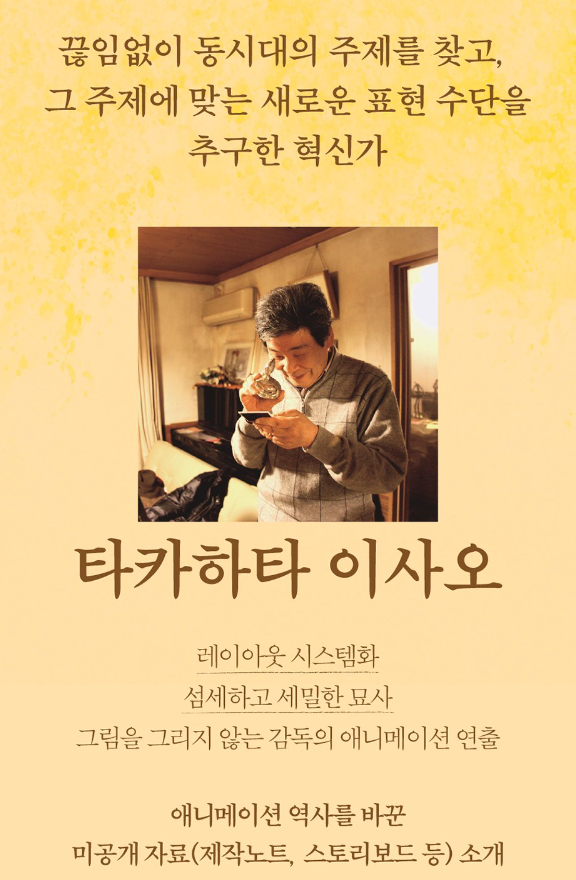 끊임없이 동시대의 주제를 찾고,
그 주제에 맞는 새로운 표현 수단을
추구한 혁신가
타카하타 이사오
레이아웃 시스템화
섬세하고 세밀한 묘사
그림을 그리지 않는 감독의 애니메이션 연출
애니메이션 역사를 바꾼
미공개 자료(제작노트, 스토리보드 등) 소개